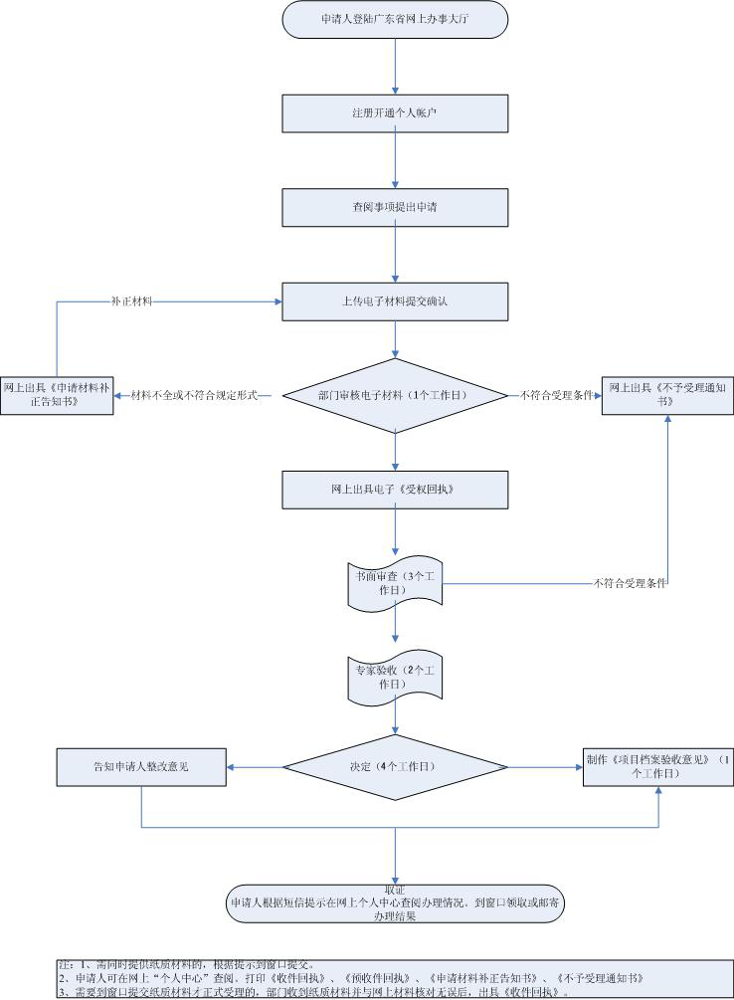 申请人登陆广东省网上办事大厅
注册开通个人帐户
查阅事项提出申请
补正材料
上传电子材料提交确认
网上出具《申请材料补
正告知书》
材料不全或不符合规定形式
部门审核电子材料（1个工作日）
不符合受理条件
网上出具《不予受理通知
书》
网上出具电子《受权回执》
书面审查（3个工
作日）
不符合受理条件
专家验收（2个工
作日）
告知申请人整改意见
决定（4个工作日）
制作《项目档案验收意见》（1
个工作日）
取证
申请人根据短信提示在网上个人中心查阅办理情况。到窗口领取或邮寄
办理结果
注：1、需同时提供纸质材料的，根据提示到窗口提交。
2、申请人可在网上“个人中心”查阅。打印《收件回执》、《预收件回执》、《申请材料补正告知书》、《不予受理通知书》
3、需要到窗口提交纸质材料才正式受理的，部门收到纸质材料并与网上材料核对无误后，出具《收件回执》。